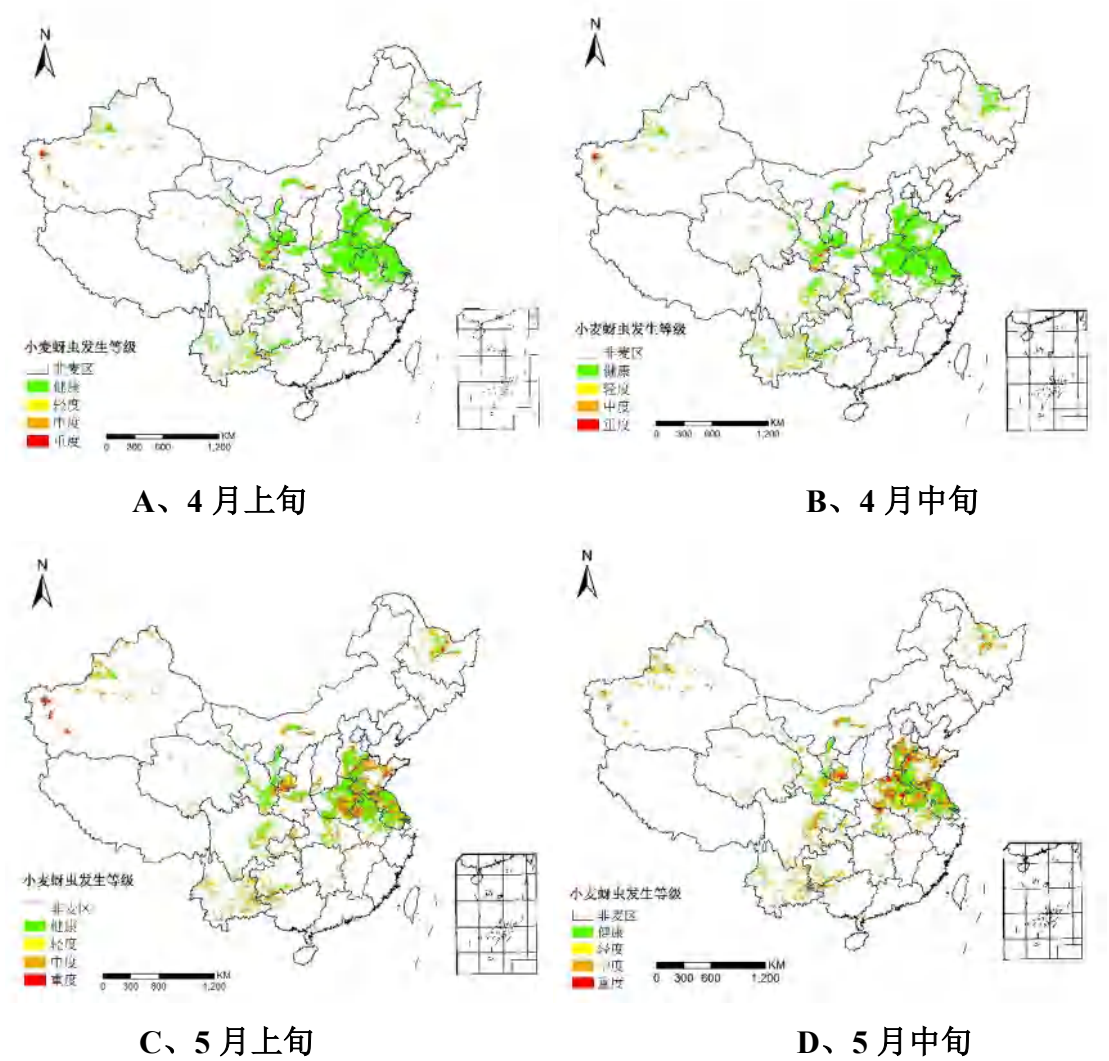 N
小麦蚜虫发生等级
非麦区
健康
轻度
中度
重度
KM
0 300 600 1,200
A、4 月上旬
N
小麦蚜虫发生等级
非麦区
健康
轻度
中度
重度
KM
0 300 600 1,200
B、4 月中旬
N
小麦蚜虫发生等级
非麦区
健康
轻度
中度
重度
KM
0 300 600 1,200
C、5 月上旬
N
小麦蚜虫发生等级
非麦区
健康
轻度
中度
重度
KM
0 300 600 1,200
D、5 月中旬